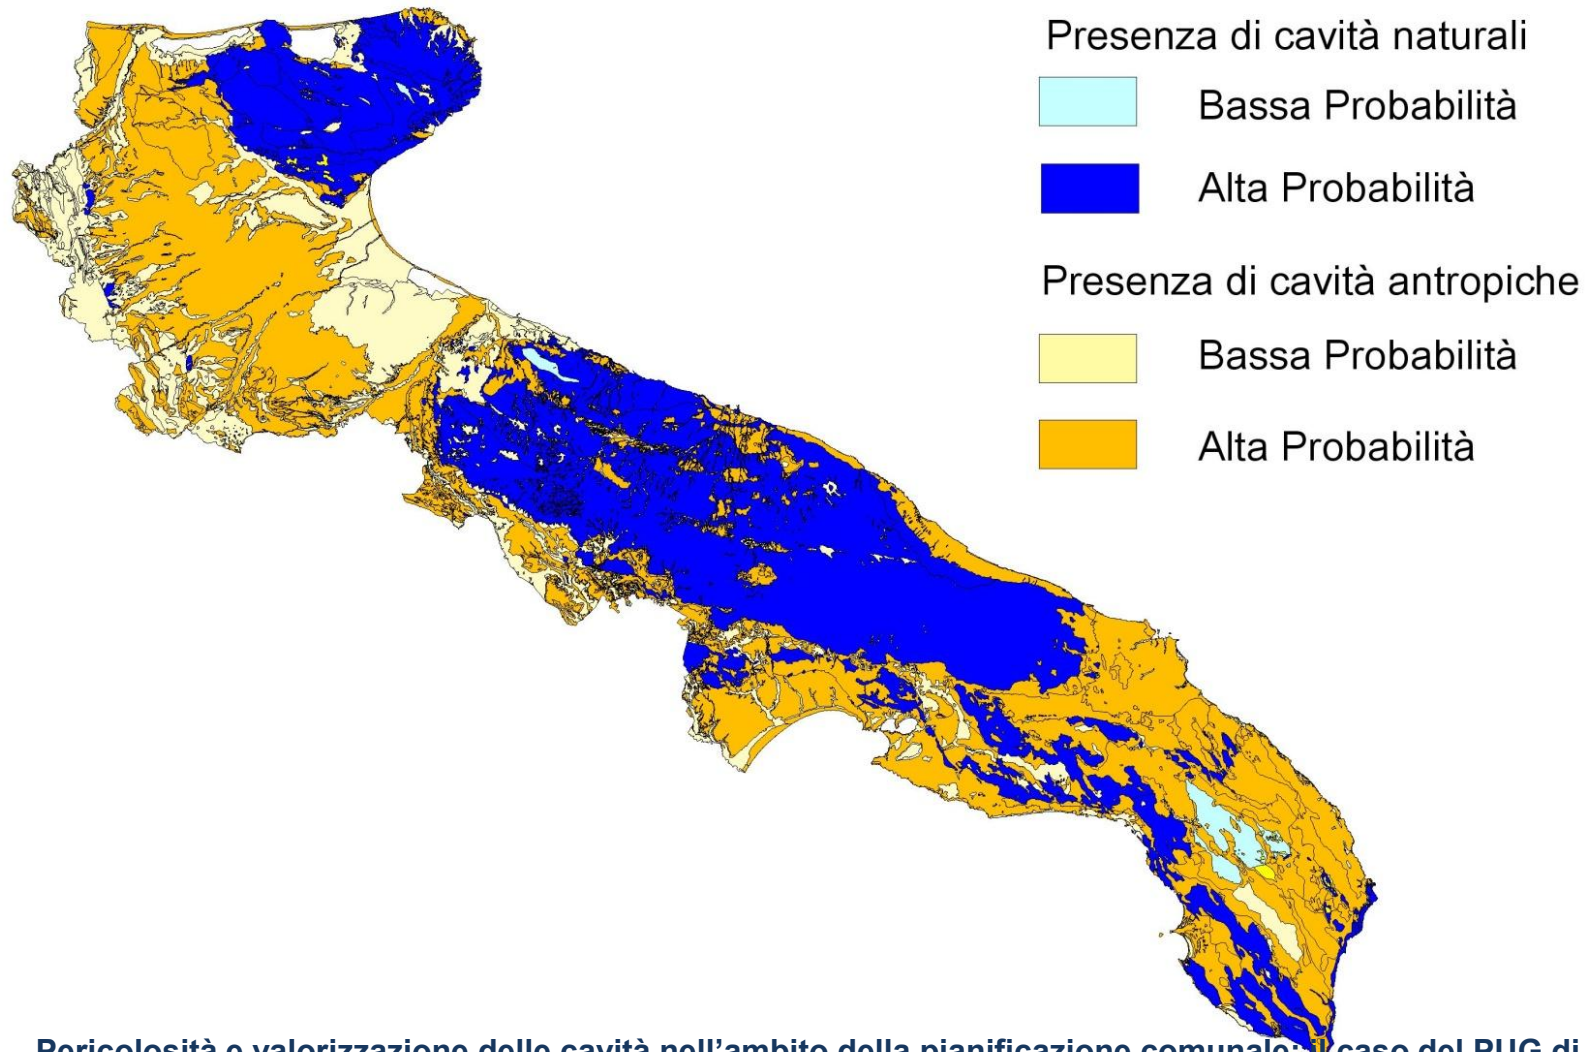 Presenza di cavità naturali
Bassa Probabilità
Alta Probabilità
Presenza di cavità antropiche
Bassa Probabilità
Alta Probabilità
Pericolosità e valorizzazione delle cavità nell'ambito della pianificazione comunale: il caso del PUG di